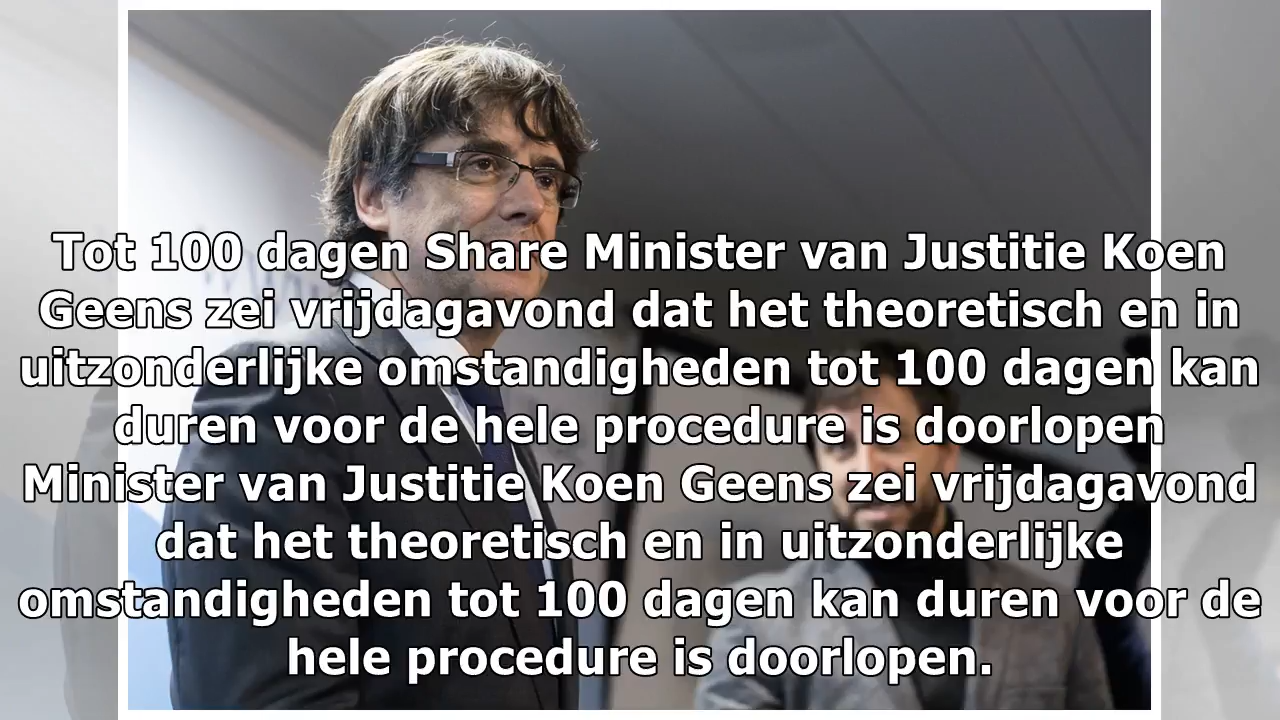 Tot 100 dagen Share Minister van Justitie Koen
Geens zei vrijdagavond dat het theoretisch en in
uitzonderlijke omstandigheden tot 100 dagen kan
duren voor de hele procedure is doorlopen
Minister van Justitie Koen Geens zei vrijdagavond
dat het theoretisch en in uitzonderlijke
omstandigheden tot 100 dagen kan duren voor de
hele procedure is doorlopen.